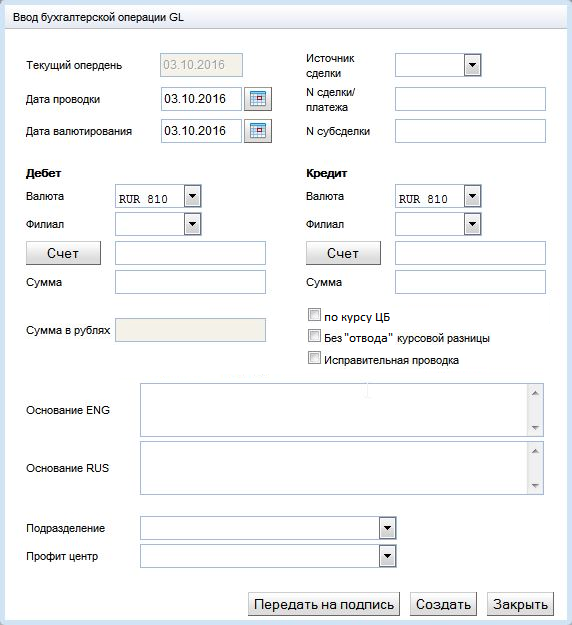 Ввод бухгалтерской операции GL
Текущий опердень 03.10.2016 Источник сделки
Дата проводки 03.10.2016 N сделки/ платежа
Дата валютирования 03.10.2016 N субсделки
Дебет Кредит
Валюта RUR 810 Валюта RUR 810
Филиал Филиал
Счет Счет
Сумма Сумма
по курсу ЦБ
Сумма в рублях Без "отвода" курсовой разницы
Исправительная проводка
Основание ENG
Основание RUS
Подразделение
Профит центр
Передать на подпись Создать Закрыть